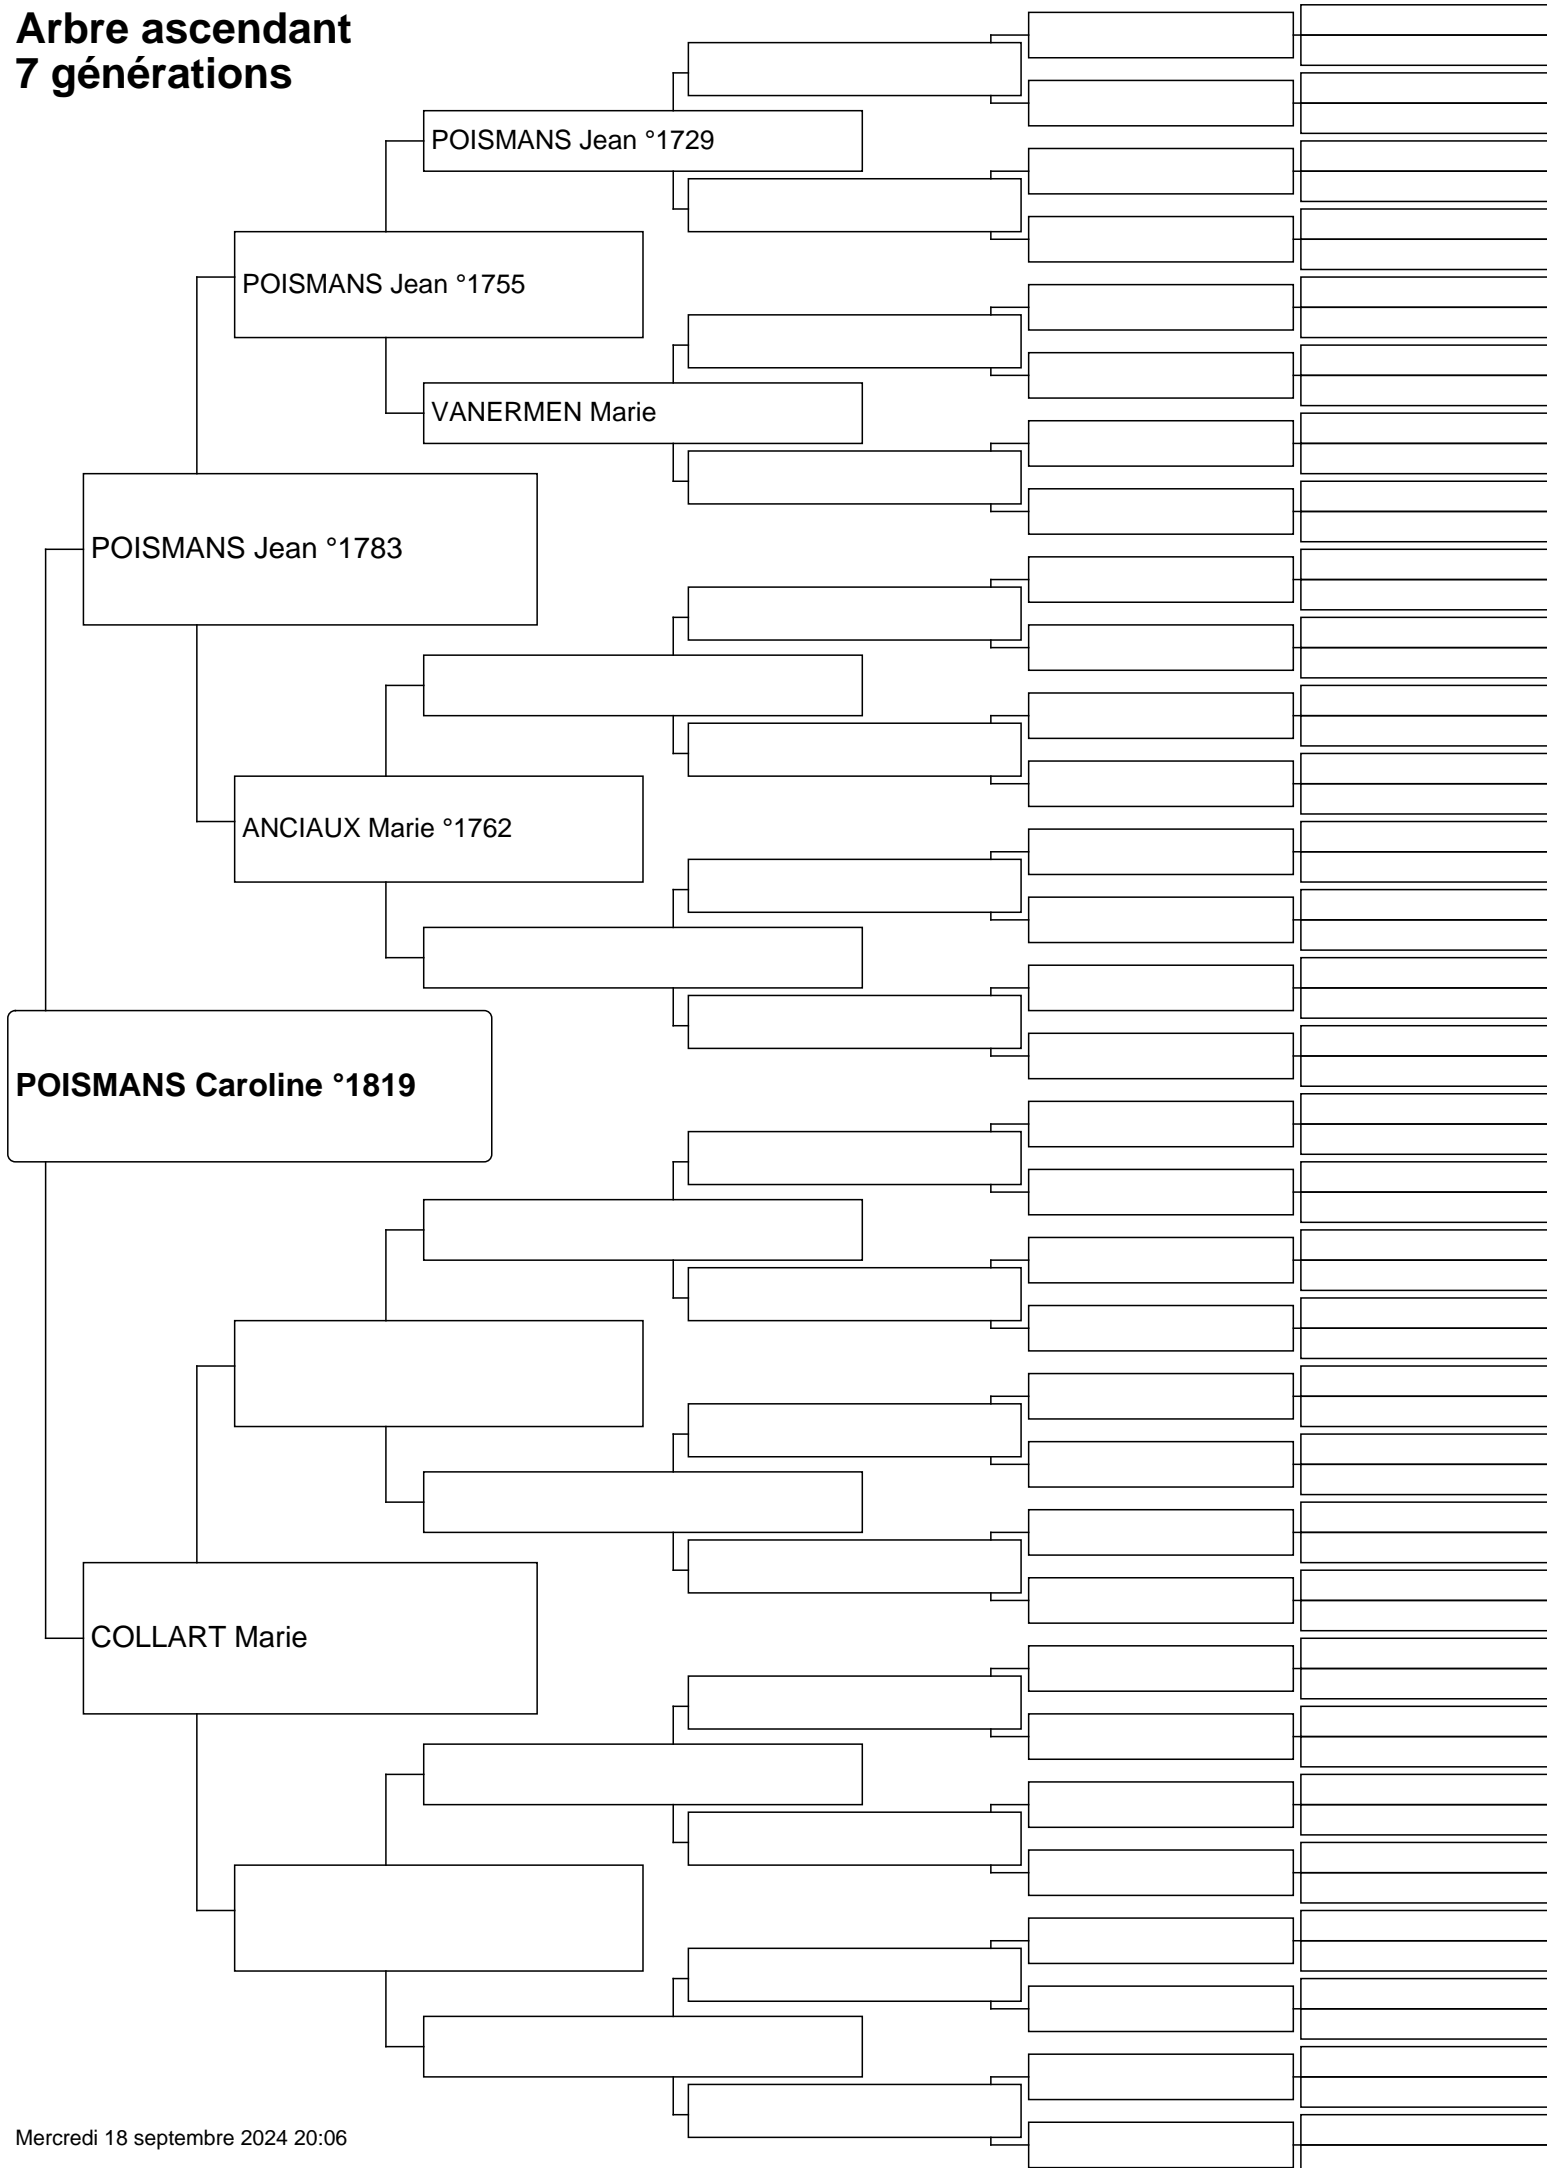 Arbre ascendant
7 générations
POISMANS Jean °1729
POISMANS Jean °1755
VANERMEN Marie
POISMANS Jean °1783
ANCIAUX Marie °1762
POISMANS Caroline °1819
COLLART Marie
Mercredi 18 septembre 2024 20:06